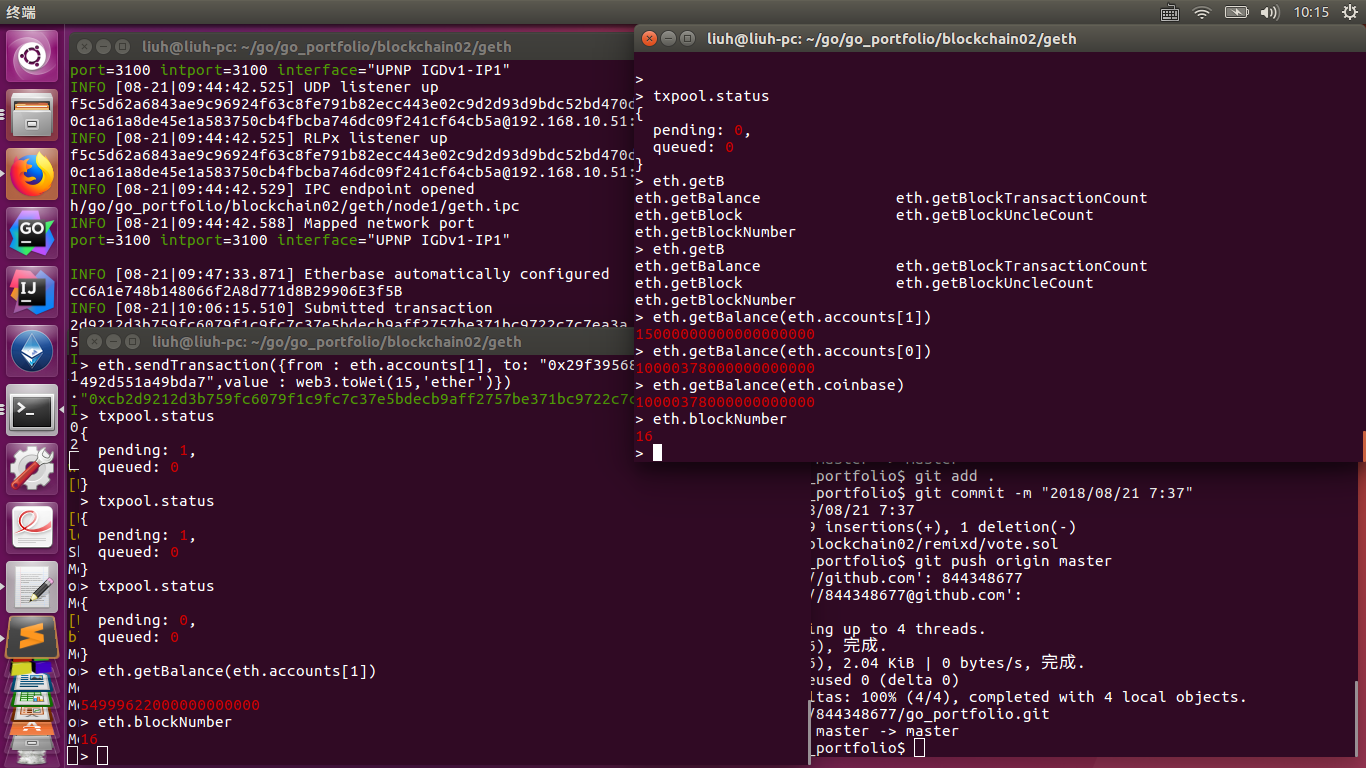 终端
10:15
liuh@liuh-pc: ~/go/go_portfolio/blockchain02/geth
port=3100 intport=3100 interface="UPNP IGDv1-IP1"
INFO [08-21|09:44:42.525] UDP listener up
f5c5d62a6843ae9c96924f63c8fe791b82ecc443e02c9d2d93d9bdc52bd470c
0c1a61a8de45e1a583750cb4fbcba746dc09f241cf64cb5a@192.168.10.51:
INFO [08-21|09:44:42.525] RLPx listener up
f5c5d62a6843ae9c96924f63c8fe791b82ecc443e02c9d2d93d9bdc52bd470c
0c1a61a8de45e1a583750cb4fbcba746dc09f241cf64cb5a@192.168.10.51:
INFO [08-21|09:44:42.529] IPC endpoint opened
h/go/go_portfolio/blockchain02/geth/node1/geth.ipc
INFO [08-21|09:44:42.588] Mapped network port
port=3100 intport=3100 interface="UPNP IGDv1-IP1"
INFO [08-21|09:47:33.871] Etherbase automatically configured
cC6A1e748b148066f2A8d771d8B29906E3f5B
INFO [08-21|10:06:15.510] Submitted transaction
2d9212d3b759fc6079f1c9fc7c37e5bdecb9aff2757be371bc9722c7c7ea3a
liuh@liuh-pc: ~/go/go_portfolio/blockchain02/geth
> eth.sendTransaction({from : eth.accounts[1], to: "0x29f39568
492d551a49bda7",value : web3.toWei(15,'ether')})
"0xcb2d9212d3b759fc6079f1c9fc7c37e5bdecb9aff2757be371bc9722c7c
> txpool.status
{
pending: 1,
queued: 0
}
> txpool.status
{
pending: 1,
queued: 0
}
> txpool.status
{
pending: 0,
queued: 0
}
> eth.getBalance(eth.accounts[1])
54999622000000000000
> eth.blockNumber
16
>
liuh@liuh-pc: ~/go/go_portfolio/blockchain02/geth
>
> txpool.status
{
pending: 0,
queued: 0
}
> eth.getB
eth.getBalance eth.getBlockTransactionCount
eth.getBlock eth.getBlockUncleCount
eth.getBlockNumber
> eth.getB
eth.getBalance eth.getBlockTransactionCount
eth.getBlock eth.getBlockUncleCount
eth.getBlockNumber
> eth.getBalance(eth.accounts[1])
15000000000000000000
> eth.getBalance(eth.accounts[0])
10000378000000000000
> eth.getBalance(eth.coinbase)
10000378000000000000
> eth.blockNumber
16
>
_portfolio$ git add .
_portfolio$ git commit -m "2018/08/21 7:37"
8/08/21 7:37
9 insertions(+), 1 deletion(-)
blockchain02/remixd/vote.sol
_portfolio$ git push origin master
//github.com': 844348677
//844348677@github.com':
ing up to 4 threads.
6), 完成.
6), 2.04 KiB | 0 bytes/s, 完成.
eused 0 (delta 0)
ltas: 100% (4/4), completed with 4 local objects.
/844348677/go_portfolio.git
master -> master
_portfolio$